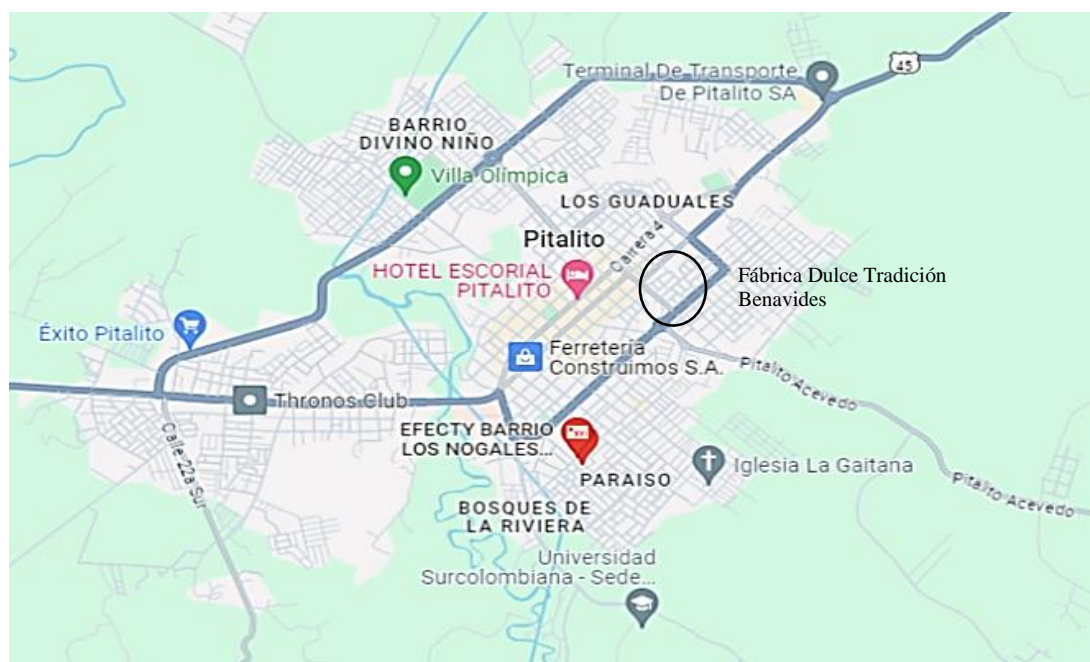 45
Terminal De Transporte
De Pitalito SA
BARRIO
DIVINO NIÑO
Villa Olímpica
LOS GUADUALES
Pitalito
Carrera 4
HOTEL ESCORIAL
PITALITO
Fábrica Dulce Tradición
Benavides
Éxito Pitalito
Ferretería
Construimos S.A.
Pitalito Acevedo
Thronos Club
Calle 22a Sur
EFECTY BARRIO
LOS NOGALES...
Iglesia La Gaitana
PARAISO
Pitalito Acevedo
BOSQUES DE
LA RIVIERA
Universidad
Surcolombiana - Sede...